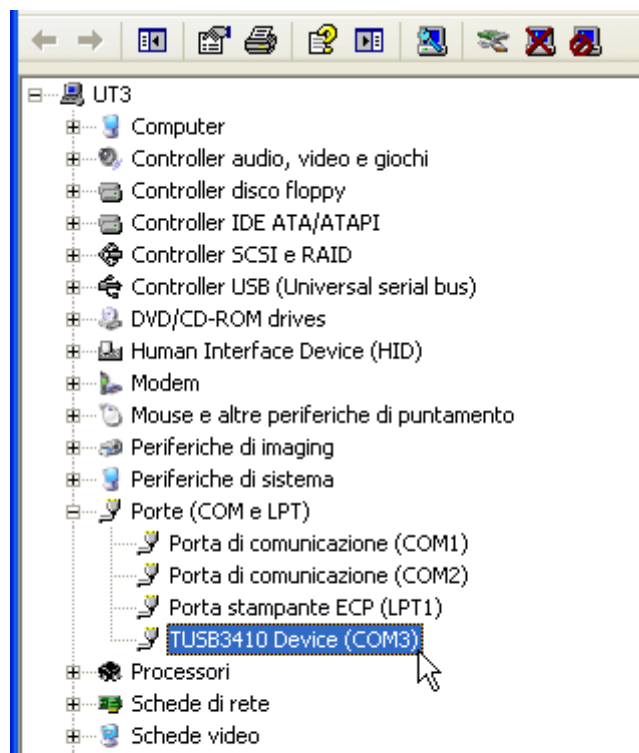 UT3
Computer
Controller audio, video e giochi
Controller disco floppy
Controller IDE ATA/ATAPI
Controller SCSI e RAID
Controller USB (Universal serial bus)
DVD/CD-ROM drives
Human Interface Device (HID)
Modem
Mouse e altre periferiche di puntamento
Periferiche di imaging
Periferiche di sistema
Porte (COM e LPT)
Porta di comunicazione (COM1)
Porta di comunicazione (COM2)
Porta stampante ECP (LPT1)
TUSB3410 Device (COM3)
Processori
Schede di rete
Schede video